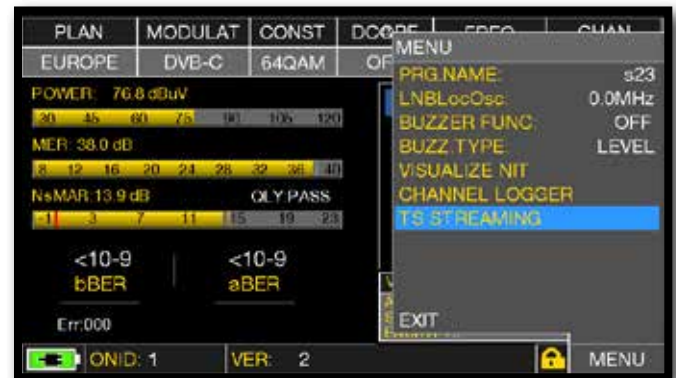 PLAN MODULAT CONST DCOPE FREQ CHAN
EUROPE DVB-C 64QAM OF
MENU
PRG.NAME: s23
LNBLocOsc: 0.0MHz
BUZZER FUNC. OFF
BUZZ.TYPE: LEVEL
VISUALIZE NIT
CHANNEL LOGGER
TS STREAMING
EXIT
POWER: 76.8 dBuV
30 45 60 75 90 105 120
MER: 38.0 dB
8 12 16 20 24 28 32 36 40
NsMAR:13.9 dB QLY:PASS
-1 3 7 11 15 19 23
<10-9 <10-9
bBER aBER
Err:000
ONID: 1 VER: 2 MENU